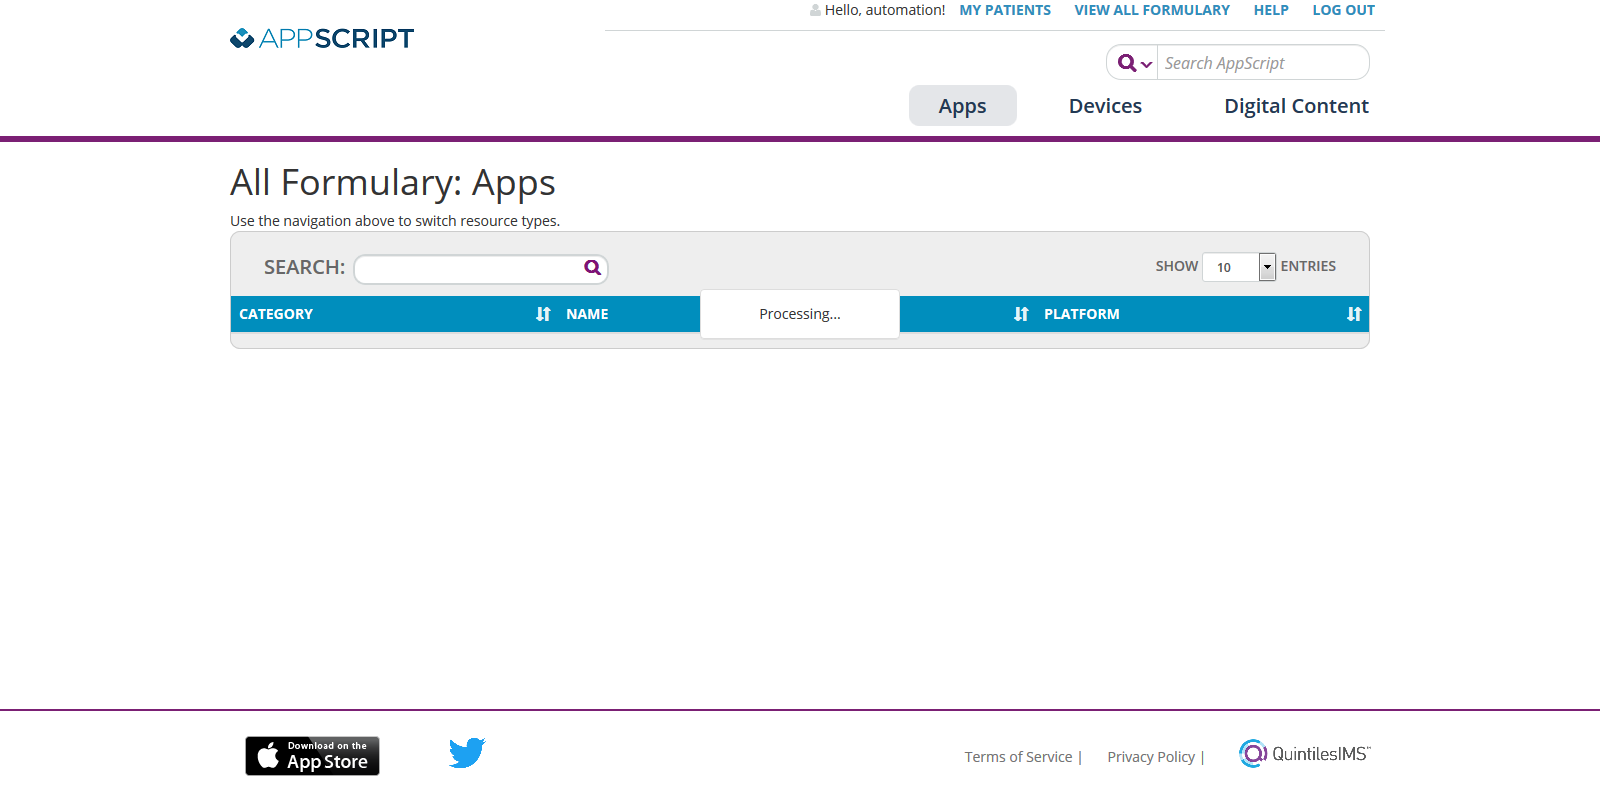 Hello, automation! MY PATIENTS VIEW ALL FORMULARY HELP LOG OUT
APPSCRIPT
Search AppScript
Apps Devices Digital Content
All Formulary: Apps
Use the navigation above to switch resource types.
SEARCH: SHOW 10 ENTRIES
CATEGORY NAME Processing... PLATFORM
Download on the
App Store
Terms of Service | Privacy Policy | QuintilesIMS™